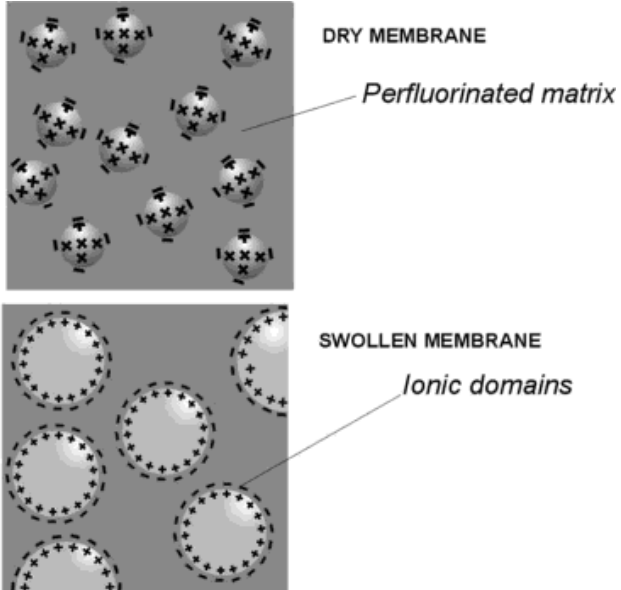 DRY MEMBRANE
Perfluorinated matrix
SWOLLEN MEMBRANE
Ionic domains